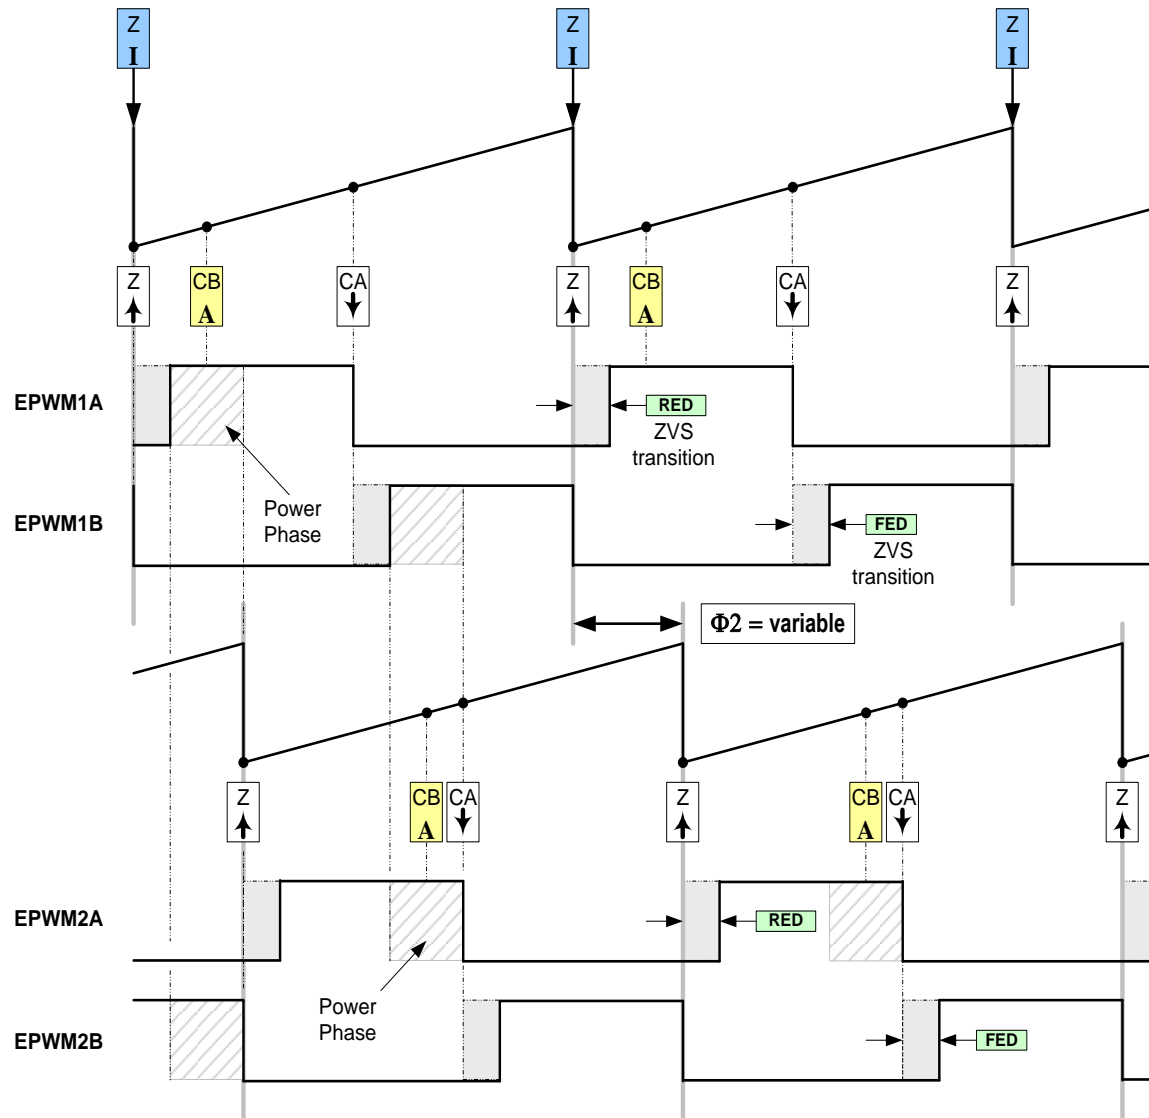 Z
I
Z
I
Z
I
Z
CB
A
CA
Z
CB
A
CA
Z
EPWM1A
RED
ZVS
transition
Power
Phase
EPWM1B
FED
ZVS
transition
Φ2 = variable
Z
CB
A
CA
Z
CB
A
CA
Z
EPWM2A
RED
Power
Phase
EPWM2B
FED